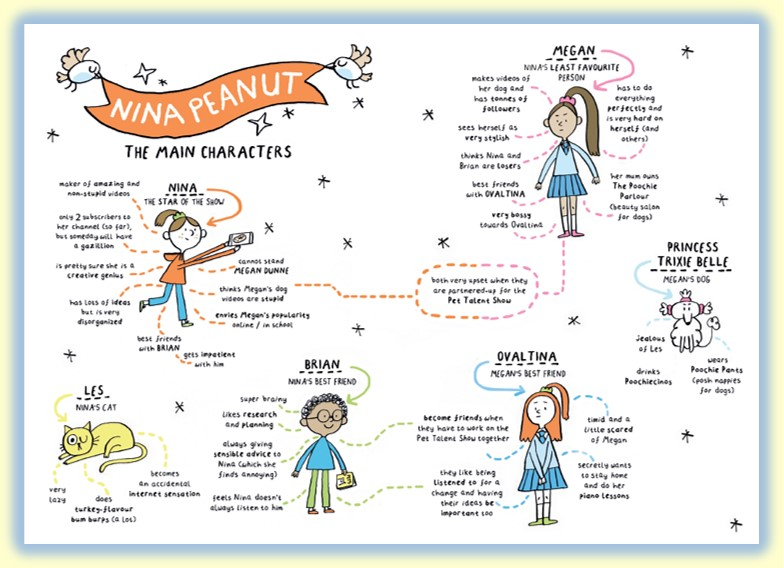 NINA PEANUT
THE MAIN CHARACTERS
NINA
THE STAR OF THE SHOW
maker of amazing and
non-stupid videos
only 2 subscribers to
her channel (so far),
but someday will have
a gazillion
is pretty sure she is a
creative genius
has lots of ideas
but is very
disorganized
best friends
with BRIAN
gets impatient
with him
cannot stand
MEGAN DUNNE
thinks Megan's dog
videos are stupid
envies Megan's popularity
online / in school
MEGAN
NINA'S LEAST FAVOURITE
PERSON
makes videos of
her dog and
has tonnes of
followers
sees herself as
very stylish
thinks Nina and
Brian are losers
best friends
with OVALTINA
very bossy
towards Ovaltina
has to do
everything
perfectly and
is very hard on
herself (and
others)
her mum owns
The Poochie
Parlour
(beauty salon
for dogs)
both very upset when they
are partnered-up for the
Pet Talent Show
PRINCESS
TRIXIE BELLE
MEGAN'S DOG
jealous
of Les
drinks
Poochiecinos
wears
Poochie Pants
(posh nappies
for dogs)
LES
NINA'S CAT
very
lazy
does
turkey-flavour
bum burps (a lot)
becomes
an accidental
internet sensation
BRIAN
NINA'S BEST FRIEND
super brainy
likes research
and planning
always giving
sensible advice to
Nina (which she
finds annoying)
feels Nina doesn't
always listen to him
become friends when
they have to work on the
Pet Talent Show together
they like being
listened to for a
change and having
their ideas be
important too
OVALTINA
MEGAN'S BEST FRIEND
timid and a
little scared
of Megan
secretly wants
to stay home
and do her
piano lessons